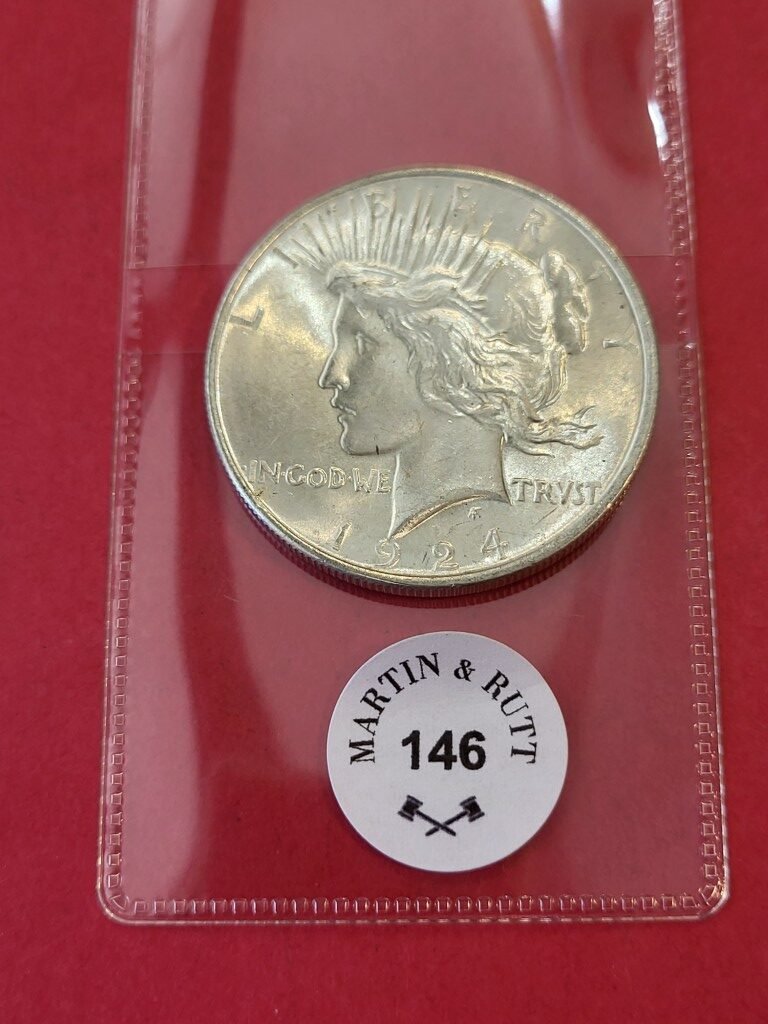 LIBERTY
IN·GOD·WE TRVST
1924
MARTIN & RUTT
146